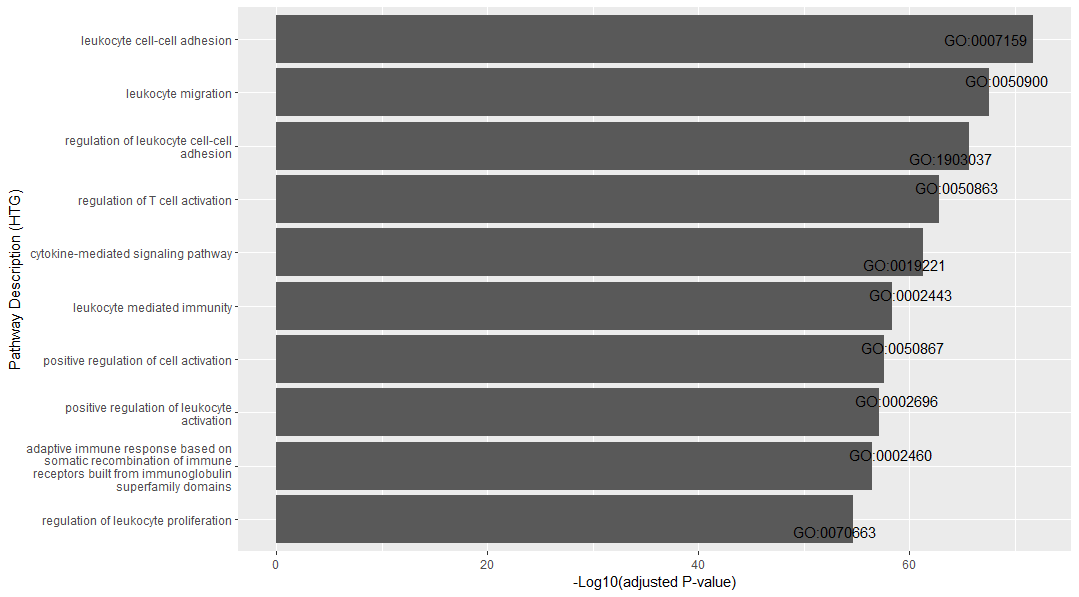 leukocyte cell-cell adhesion
GO:0007159
leukocyte migration
GO:0050900
regulation of leukocyte cell-cell
adhesion
GO:1903037
regulation of T cell activation
GO:0050863
cytokine-mediated signaling pathway
GO:0019221
leukocyte mediated immunity
GO:0002443
positive regulation of cell activation
GO:0050867
positive regulation of leukocyte
activation
GO:0002696
adaptive immune response based on
somatic recombination of immune
receptors built from immunoglobulin
superfamily domains
GO:0002460
regulation of leukocyte proliferation
GO:0070663
Pathway Description (HTG)
0
20
40
60
-Log10(adjusted P-value)